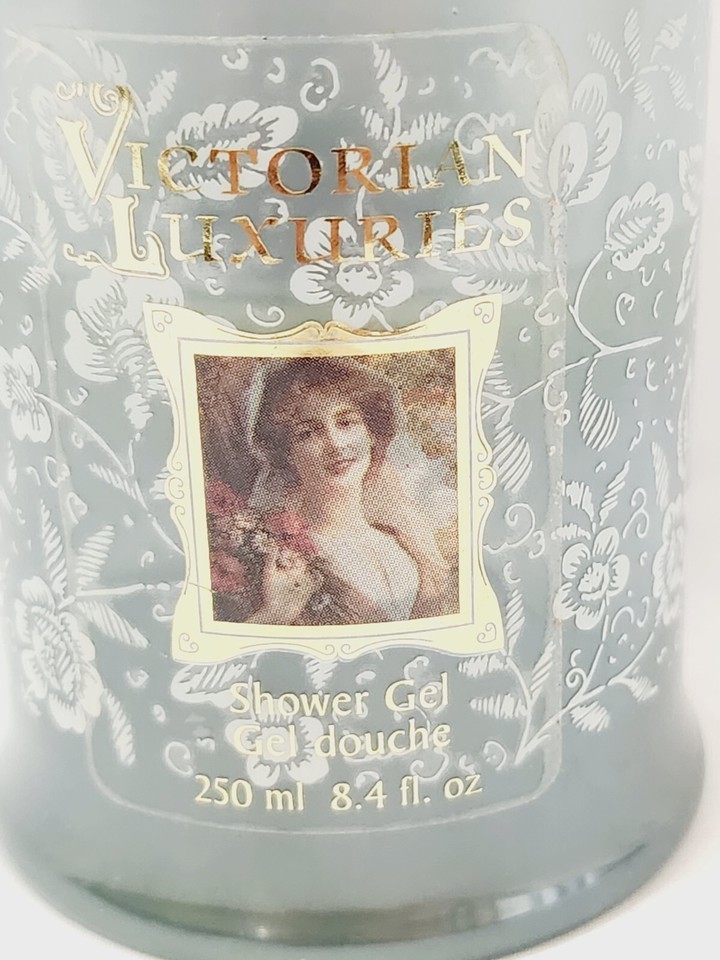 VICTORIAN
LUXURIES
Shower Gel
Gel douche
250 ml 8.4 fl. oz